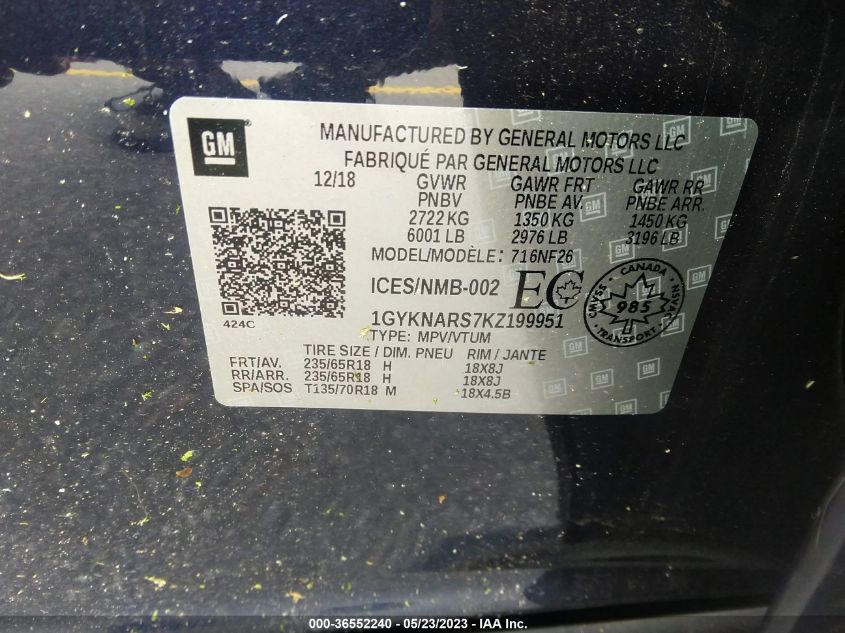 GM
MANUFACTURED BY GENERAL MOTORS LLC
FABRIQUÉ PAR GENERAL MOTORS LLC
12/18 GVWR GAWR FRT GAWR RR
PNBV PNBE AV. PNBE ARR.
2722 KG 1350 KG 1450 KG
6001 LB 2976 LB 3196 LB
MODEL/MODÈLE: 716NF26
ICES/NMB-002 EC
CANADA
985
CMVSS NSVAC
424C
1GYKNARS7KZ199951
TYPE: MPV/VTUM
TIRE SIZE / DIM. PNEU RIM / JANTE
FRT/AV. 235/65R18 H 18X8J
RR/ARR. 235/65R18 H 18X8J
SPA/SOS T135/70R18 M 18X4.5B
000-36552240 - 05/23/2023 - © IAA Inc.